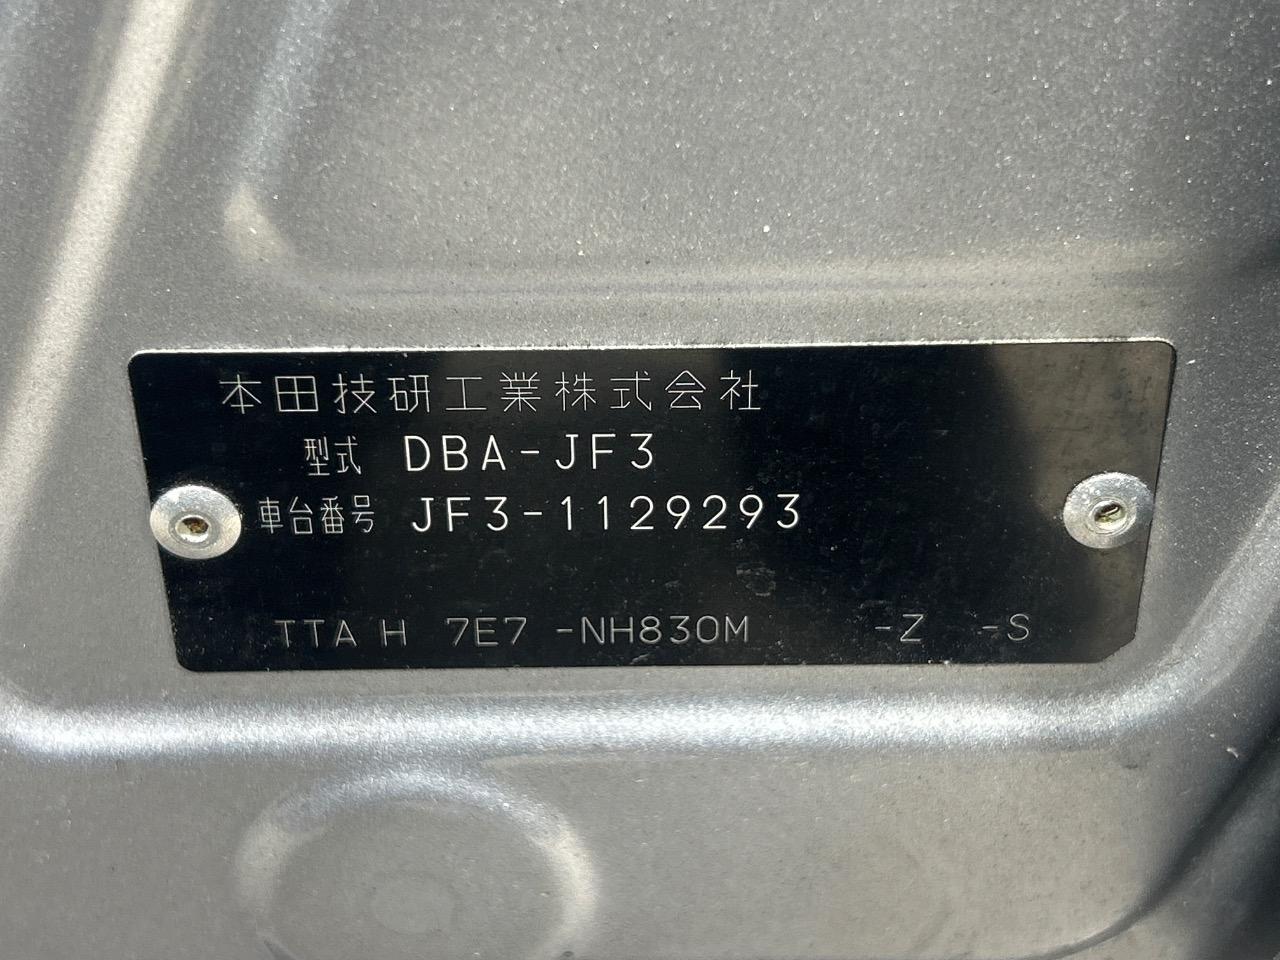 本田技研工業株式会社
型式 DBA-JF3
車台番号 JF3-1129293
TTA H 7E7 -NH830M -Z -S